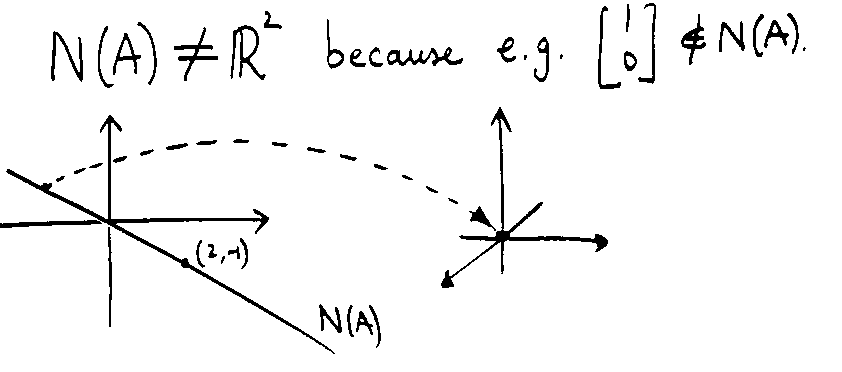 N(A) ≠ ℝ² because e.g. [1 0] ∉ N(A).
(2,-1)
N(A)